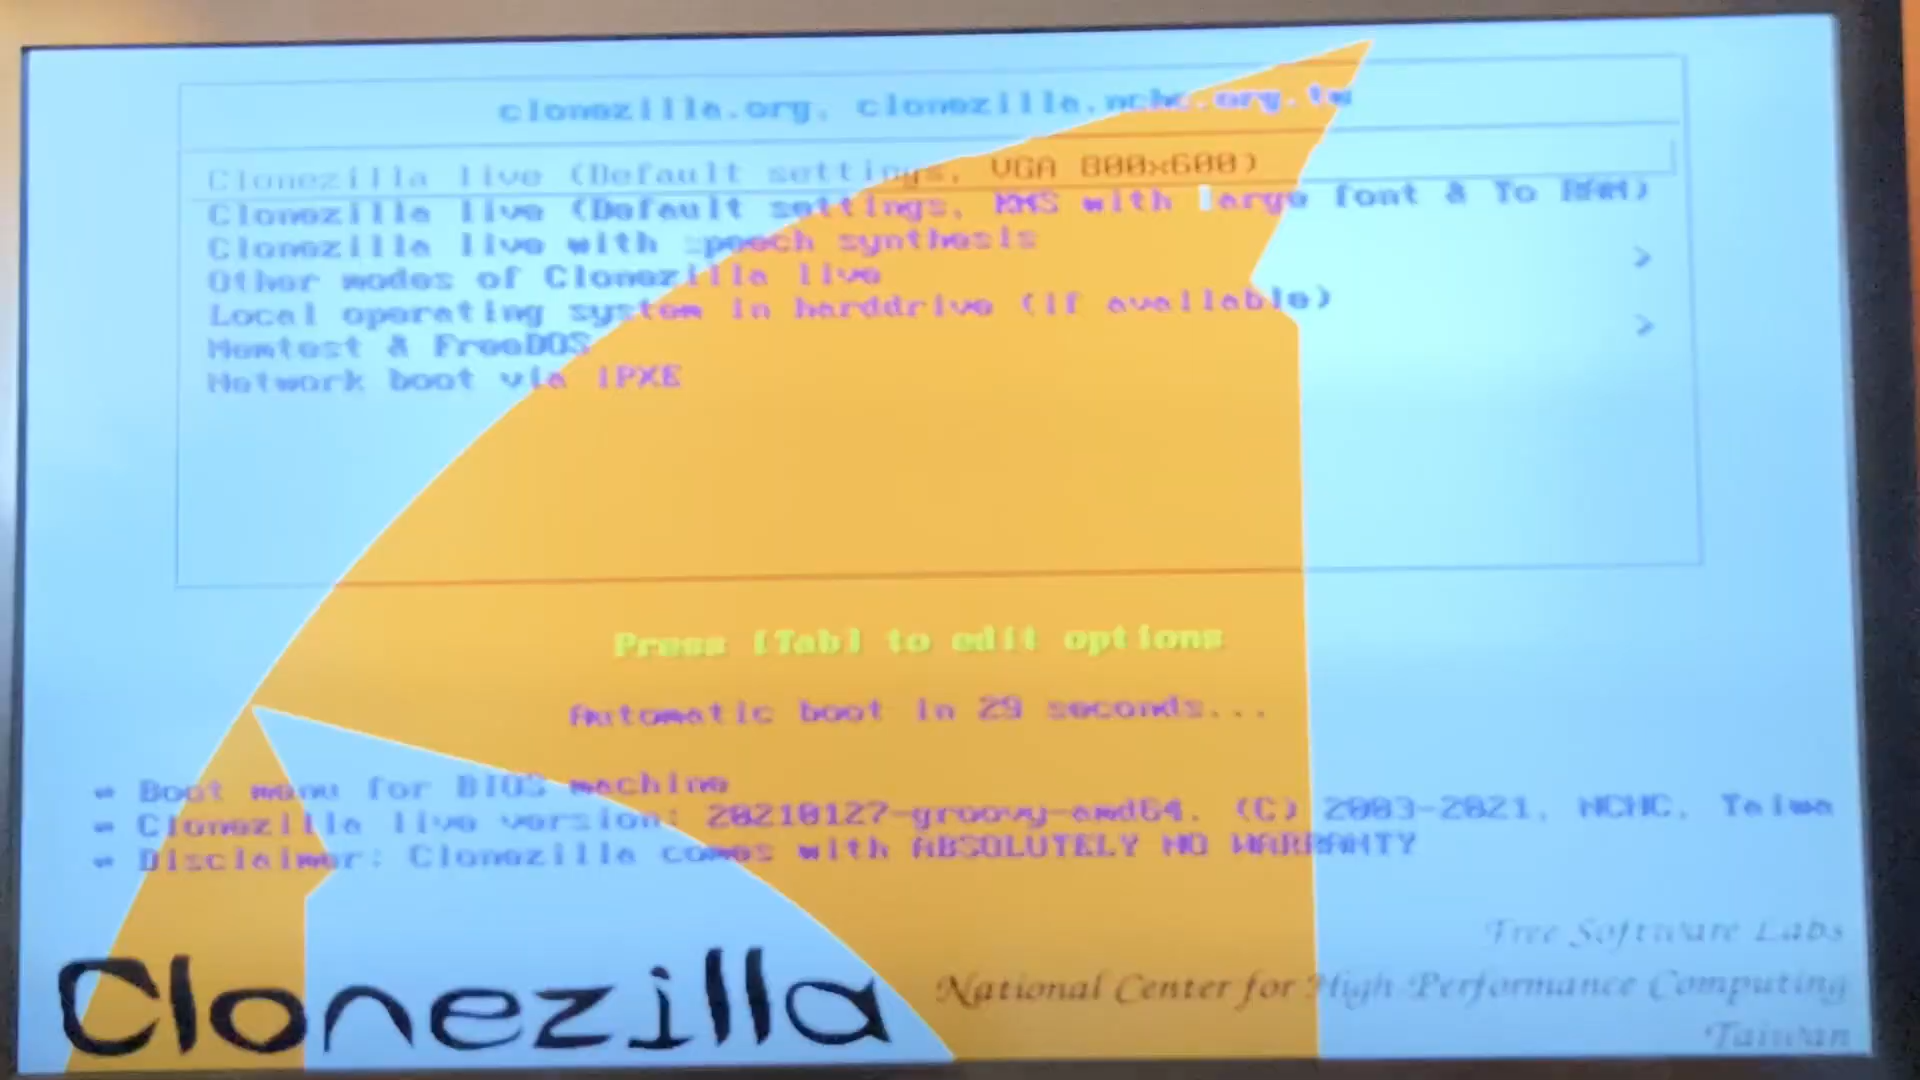 clonezilla.org, clonezilla.nchc.org.tw
Clonezilla live (Default settings, VGA 800x600)
Clonezilla live (Default settings, KMS with large font & To RAM)
Clonezilla live with speech synthesis
Other modes of Clonezilla live >
Local operating system in harddrive (if available)
Memtest & FreeDOS >
Network boot via iPXE
Press [Tab] to edit options
Automatic boot in 29 seconds...
* Boot menu for BIOS machine
* Clonezilla live version: 20210127-groovy-amd64. (C) 2003-2021, NCHC, Taiwa
* Disclaimer: Clonezilla comes with ABSOLUTELY NO WARRANTY
Free Software Labs
Clonezilla National Center for High-Performance Computing
Taiwan